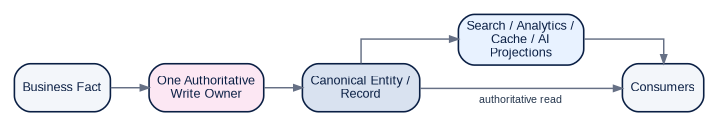 Business Fact
One Authoritative
Write Owner
Canonical Entity /
Record
Search / Analytics /
Cache / AI
Projections
authoritative read
Consumers